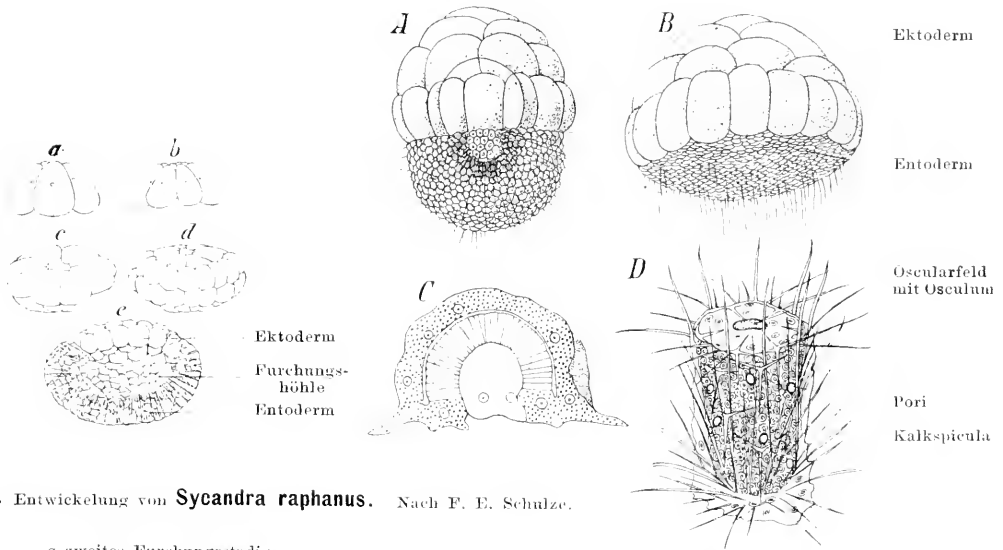 A
B
Ektoderm
a
b
Entoderm
c
d
C
D
Oscularfeld
mit Osculum
e
Ektoderm
Furchungs-
höhle
Entoderm
Pori
Kalkspicula
Entwickelung von Sycandra raphanus. Nach F. E. Schulze.